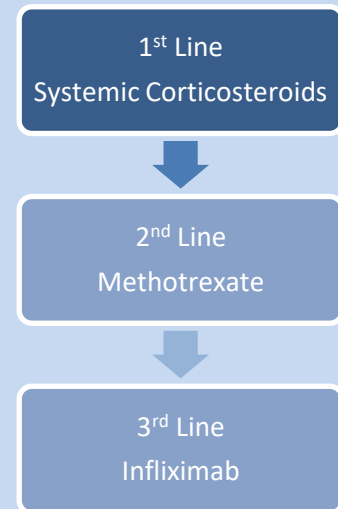 1st Line
Systemic Corticosteroids
2nd Line
Methotrexate
3rd Line
Infliximab